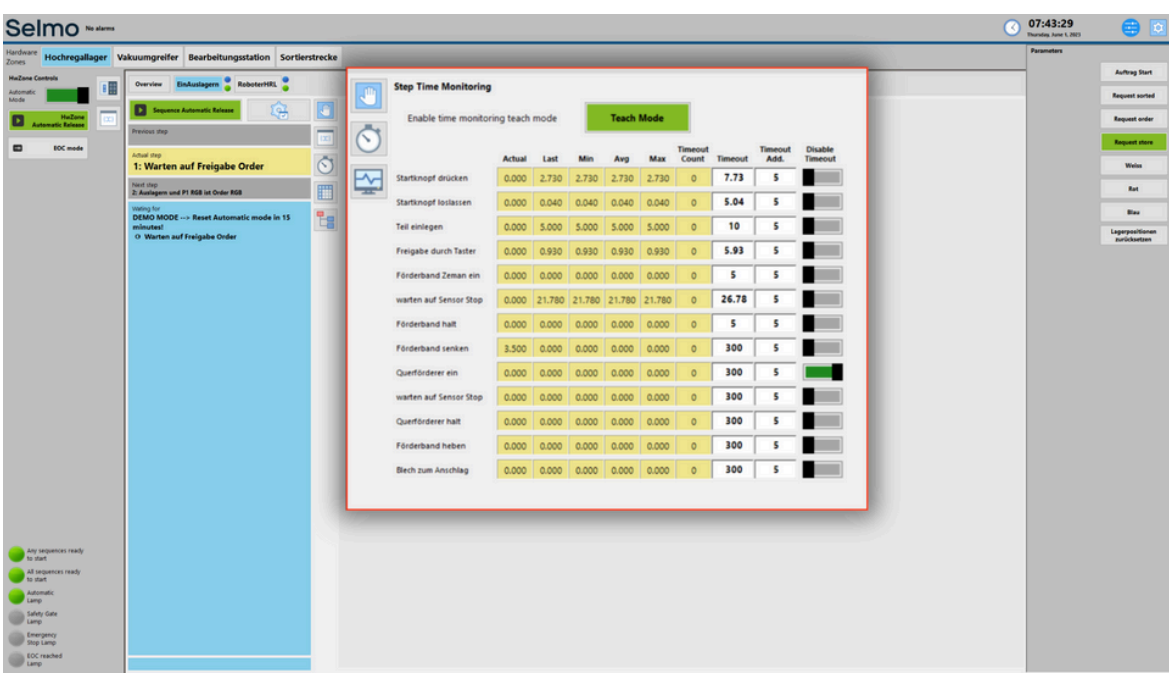 Selmo No alarms
07:43:29
Thursday, June 1, 2023
Hardware
Zones
Hochregallager Vakuumgreifer Bearbeitungsstation Sortierstrecke
HwZone Controls
Automatic
Mode
HwZone
Automatic Release
EOC mode
Overview EinAuslagern RoboterHRL
Sequence Automatic Release
Previous step
Actual step
1: Warten auf Freigabe Order
Next step
2: Auslagern und P1 RGB ist Order RGB
Wating for
DEMO MODE --> Reset Automatic mode in 15
minutes!
Warten auf Freigabe Order
Step Time Monitoring
Enable time monitoring teach mode Teach Mode
Actual Last Min Avg Max Timeout Count Timeout Timeout Add. Disable Timeout
Startknopf drücken 0.000 2.730 2.730 2.730 2.730 0 7.73 5
Startknopf loslassen 0.000 0.040 0.040 0.040 0.040 0 5.04 5
Teil einlegen 0.000 5.000 5.000 5.000 5.000 0 10 5
Freigabe durch Taster 0.000 0.930 0.930 0.930 0.930 0 5.93 5
Förderband Zeman ein 0.000 0.000 0.000 0.000 0.000 0 5 5
warten auf Sensor Stop 0.000 21.780 21.780 21.780 21.780 0 26.78 5
Förderband halt 0.000 0.000 0.000 0.000 0.000 0 5 5
Förderband senken 3.500 0.000 0.000 0.000 0.000 0 300 5
Querförderer ein 0.000 0.000 0.000 0.000 0.000 0 300 5
warten auf Sensor Stop 0.000 0.000 0.000 0.000 0.000 0 300 5
Querförderer halt 0.000 0.000 0.000 0.000 0.000 0 300 5
Förderband heben 0.000 0.000 0.000 0.000 0.000 0 300 5
Blech zum Anschlag 0.000 0.000 0.000 0.000 0.000 0 300 5
Parameters
Auftrag Start
Request sorted
Request order
Request store
Weiss
Rot
Blau
Lagerpositionen
zurücksetzen
Any sequences ready
to start
All sequences ready
to start
Automatic
Lamp
Safety Gate
Lamp
Emergency
Stop Lamp
EOC reached
Lamp